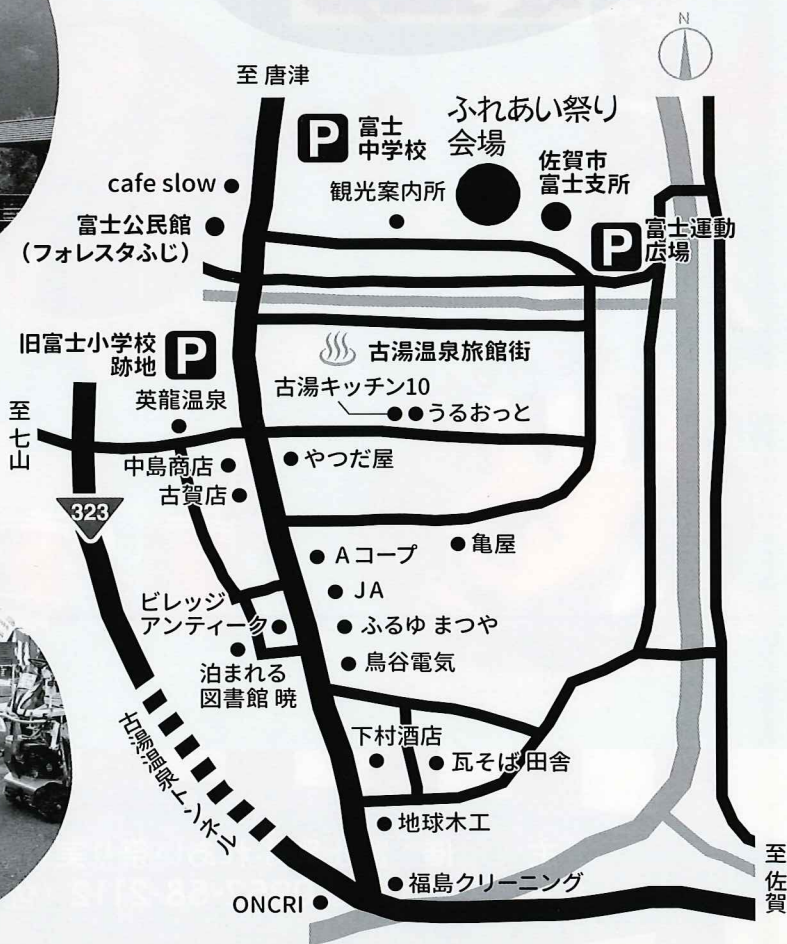 N
至 唐津
ふれあい祭り
会場
富士
中学校
P
佐賀市
富士支所
cafe slow
観光案内所
富士公民館
(フォレスタふじ)
P
富士運動
広場
旧富士小学校
跡地
P
古湯温泉旅館街
英龍温泉
古湯キッチン10
うるおっと
至七山
中島商店
やつだ屋
古賀店
323
亀屋
Aコープ
JA
ビレッジ
アンティーク
ふるゆ まつや
鳥谷電気
泊まれる
図書館 暁
古湯温泉トンネル
下村酒店
瓦そば 田舎
地球木工
至佐賀
福島クリーニング
ONCRI